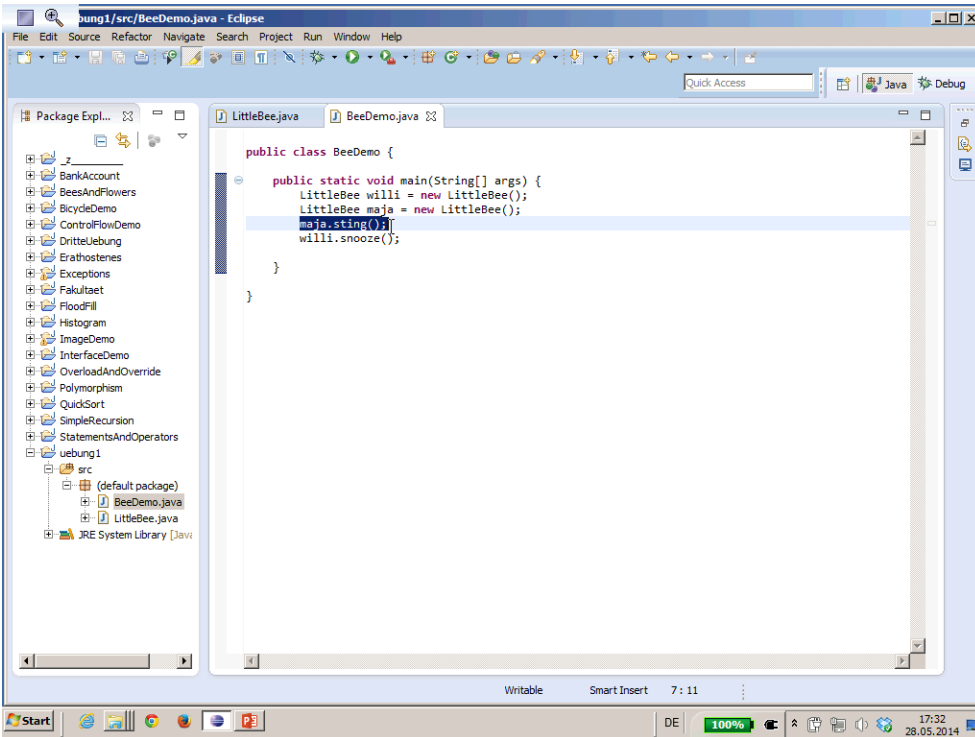 bung1/src/BeeDemo.java - Eclipse
File Edit Source Refactor Navigate Search Project Run Window Help
Quick Access
Java
Debug
Package Expl...
LittleBee.java
BeeDemo.java
_z________
BankAccount
BeesAndFlowers
BicycleDemo
ControlFlowDemo
DritteUebung
Erathostenes
Exceptions
Fakultaet
FloodFill
Histogram
ImageDemo
InterfaceDemo
OverloadAndOverride
Polymorphism
QuickSort
SimpleRecursion
StatementsAndOperators
uebung1
src
(default package)
BeeDemo.java
LittleBee.java
JRE System Library [Java
public class BeeDemo {
public static void main(String[] args) {
LittleBee willi = new LittleBee();
LittleBee maja = new LittleBee();
maja.sting();
willi.snooze();
}
}
Writable Smart Insert 7 : 11
Start
DE
100%
17:32
28.05.2014